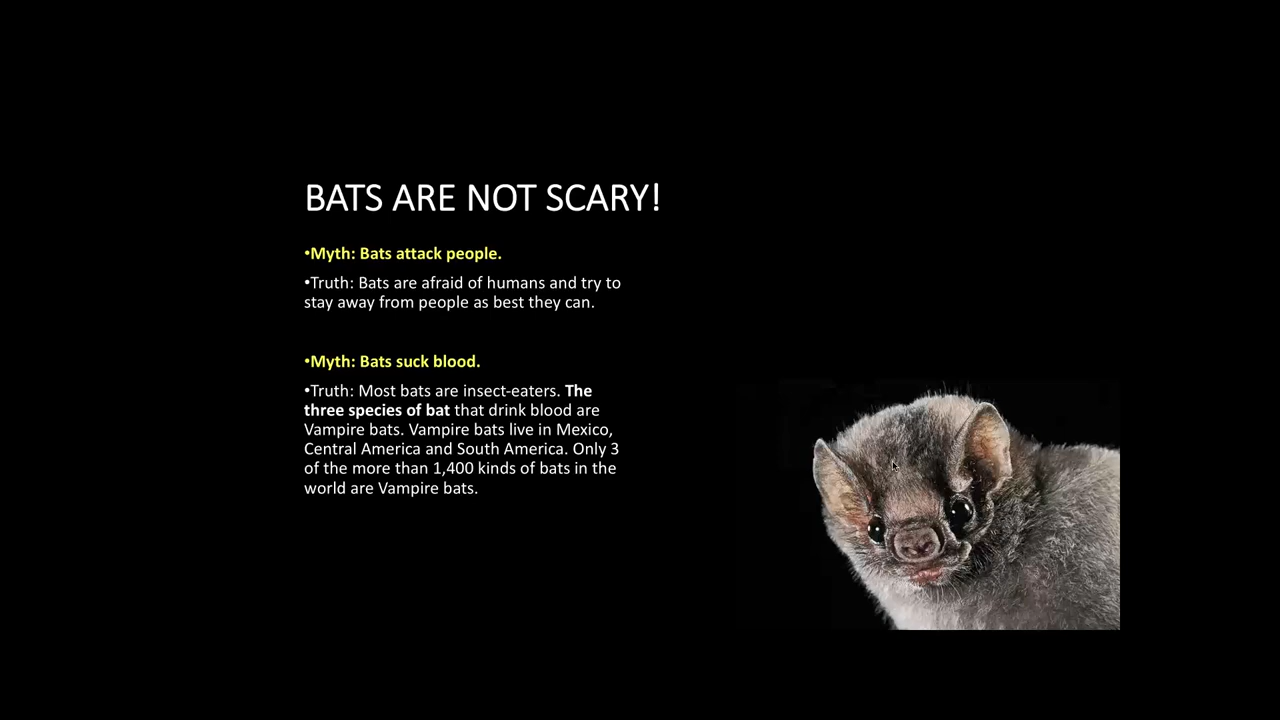 BATS ARE NOT SCARY!
•Myth: Bats attack people.
•Truth: Bats are afraid of humans and try to
stay away from people as best they can.
•Myth: Bats suck blood.
•Truth: Most bats are insect-eaters. The
three species of bat that drink blood are
Vampire bats. Vampire bats live in Mexico,
Central America and South America. Only 3
of the more than 1,400 kinds of bats in the
world are Vampire bats.